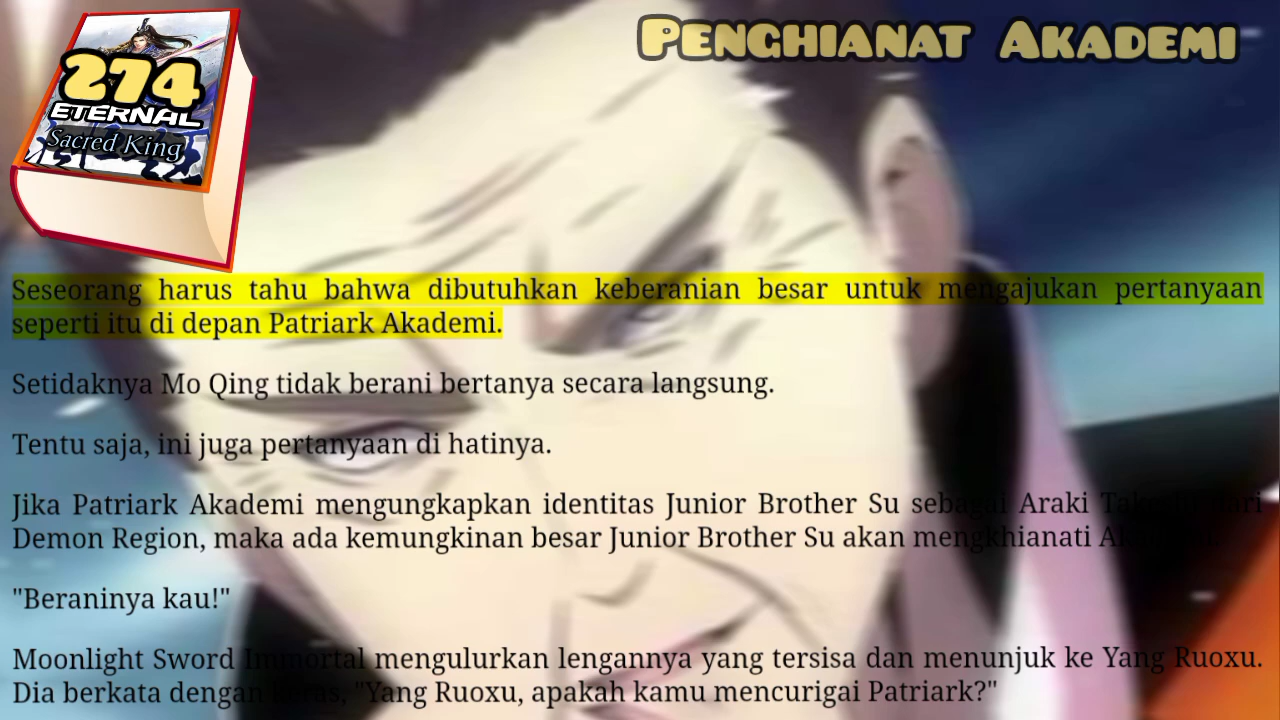 PENGHIANAT AKADEMI
274
ETERNAL
Sacred King
Seseorang harus tahu bahwa dibutuhkan keberanian besar untuk mengajukan pertanyaan
seperti itu di depan Patriark Akademi.
Setidaknya Mo Qing tidak berani bertanya secara langsung.
Tentu saja, ini juga pertanyaan di hatinya.
Jika Patriark Akademi mengungkapkan identitas Junior Brother Su sebagai Araki
Demon Region, maka ada kemungkinan besar Junior Brother Su akan mengkhianati
"Beraninya kau!"
Moonlight Sword Immortal mengulurkan lengannya yang tersisa dan menunjuk ke Yang Ruoxu.
Dia berkata dengan keras, "Yang Ruoxu, apakah kamu mencurigai Patriark?"